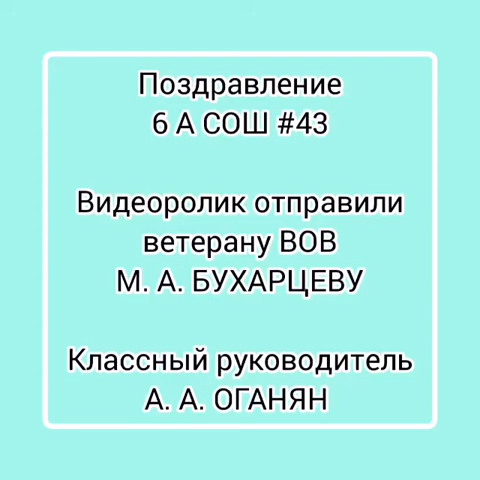 Поздравление
6 А СОШ #43
Видеоролик отправили
ветерану ВОВ
М. А. БУХАРЦЕВУ
Классный руководитель
А. А. ОГАНЯН